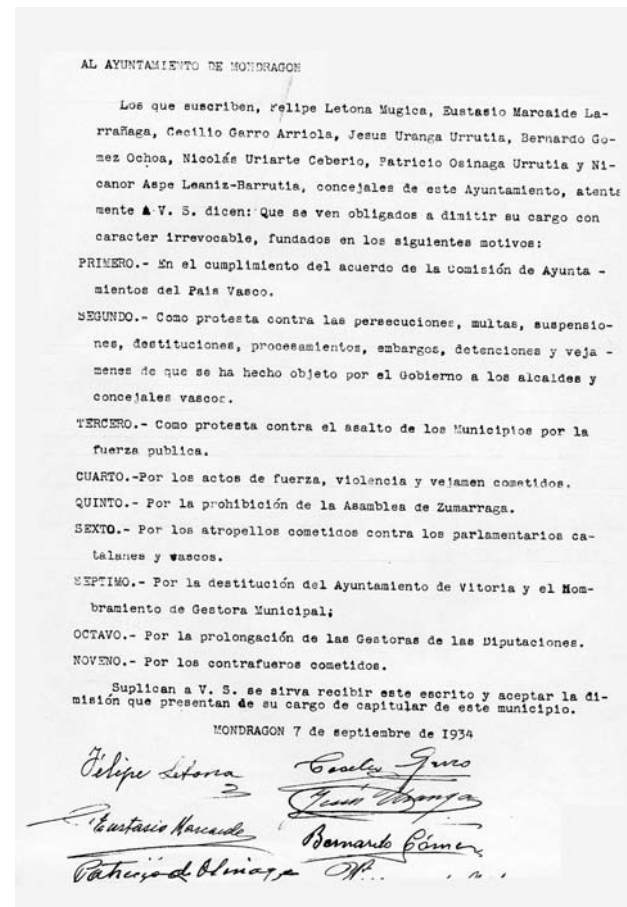 AL AYUNTAMIENTO DE MONDRAGON
Los que suscriben, Felipe Letona Mugica, Eustasio Marcaide La-
rrañaga, Cecilio Garro Arriola, Jesus Uranga Urrutia, Bernardo Go-
mez Ochoa, Nicolás Uriarte Ceberio, Patricio Osinaga Urrutia y Ni-
canor Aspe Leaniz-Barrutia, concejales de este Ayuntamiento, atenta
mente A V. S. dicen: Que se ven obligados a dimitir su cargo con
caracter irrevocable, fundados en los siguientes motivos:
PRIMERO.- En el cumplimiento del acuerdo de la Comisión de Ayunta -
mientos del Pais Vasco.
SEGUNDO.- Como protesta contra las persecuciones, multas, suspensio-
nes, destituciones, procesamientos, embargos, detenciones y veja -
menes de que se ha hecho objeto por el Gobierno a los alcaldes y
concejales vascos.
TERCERO.- Como protesta contra el asalto de los Municipios por la
fuerza publica.
CUARTO.-Por los actos de fuerza, violencia y vejamen cometidos.
QUINTO.- Por la prohibición de la Asamblea de Zumarraga.
SEXTO.- Por los atropellos cometidos contra los parlamentarios ca-
talanes y vascos.
SEPTIMO.- Por la destitución del Ayuntamiento de Vitoria y el Nom-
bramiento de Gestora Municipal;
OCTAVO.- Por la prolongación de las Gestoras de las Diputaciones.
NOVENO.- Por los contrafueros cometidos.
Suplican a V. S. se sirva recibir este escrito y aceptar la di-
misión que presentan de su cargo de capitular de este municipio.
MONDRAGON 7 de septiembre de I934
Felipe Letona
Garro
Jesús Uranga
Eustasio Marcaide
Bernardo Gómez
Patricio de Osinaga